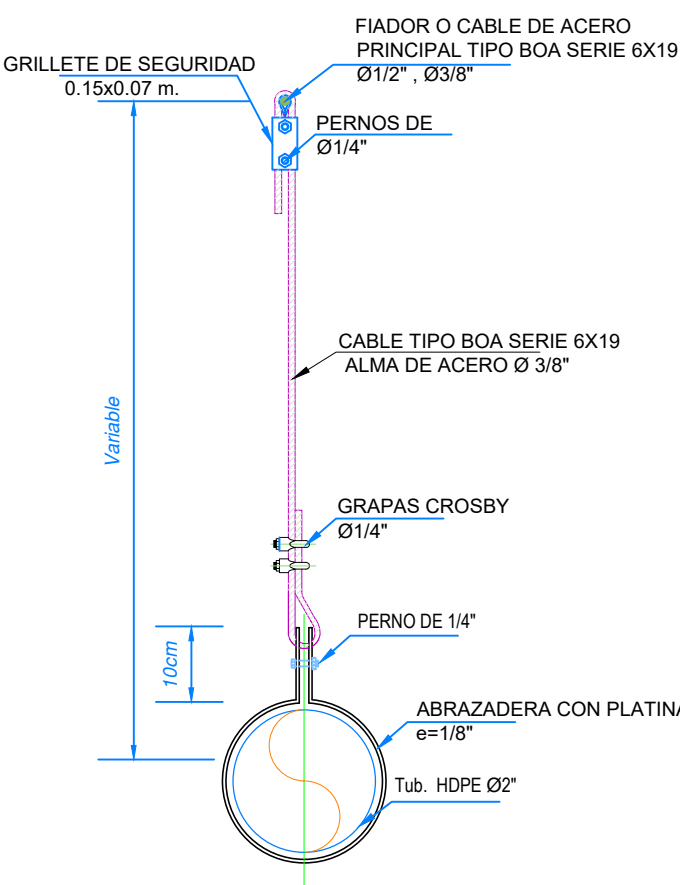 FIADOR O CABLE DE ACERO
PRINCIPAL TIPO BOA SERIE 6X19
Ø1/2" , Ø3/8"
GRILLETE DE SEGURIDAD
0.15x0.07 m.
PERNOS DE
Ø1/4"
CABLE TIPO BOA SERIE 6X19
ALMA DE ACERO Ø 3/8"
Variable
GRAPAS CROSBY
Ø1/4"
PERNO DE 1/4"
10cm
ABRAZADERA CON PLATINA
e=1/8"
Tub. HDPE Ø2"